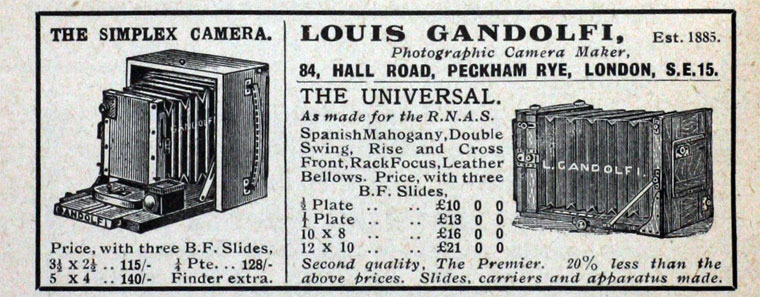 THE SIMPLEX CAMERA.
GANDOLFI
GANDOLFI
Price, with three B.F. Slides,
3½ X 2½ .. 115/- ¼ Pte. .. 128/-
5 X 4 .. 140/- Finder extra.
LOUIS GANDOLFI, Est. 1885.
Photographic Camera Maker,
84, HALL ROAD, PECKHAM RYE, LONDON, S.E.15.
THE UNIVERSAL.
As made for the R.N.A.S.
Spanish Mahogany, Double
Swing, Rise and Cross
Front, Rack Focus, Leather
Bellows. Price, with three
B.F. Slides,
½ Plate .. .. £10 0 0
Plate .. .. £13 0 0
10 X 8 .. .. £16 0 0
12 X 10 .. .. £21 0 0
L. GANDOLFI.
Second quality, The Premier. 20% less than the
above prices. Slides, carriers and apparatus made.